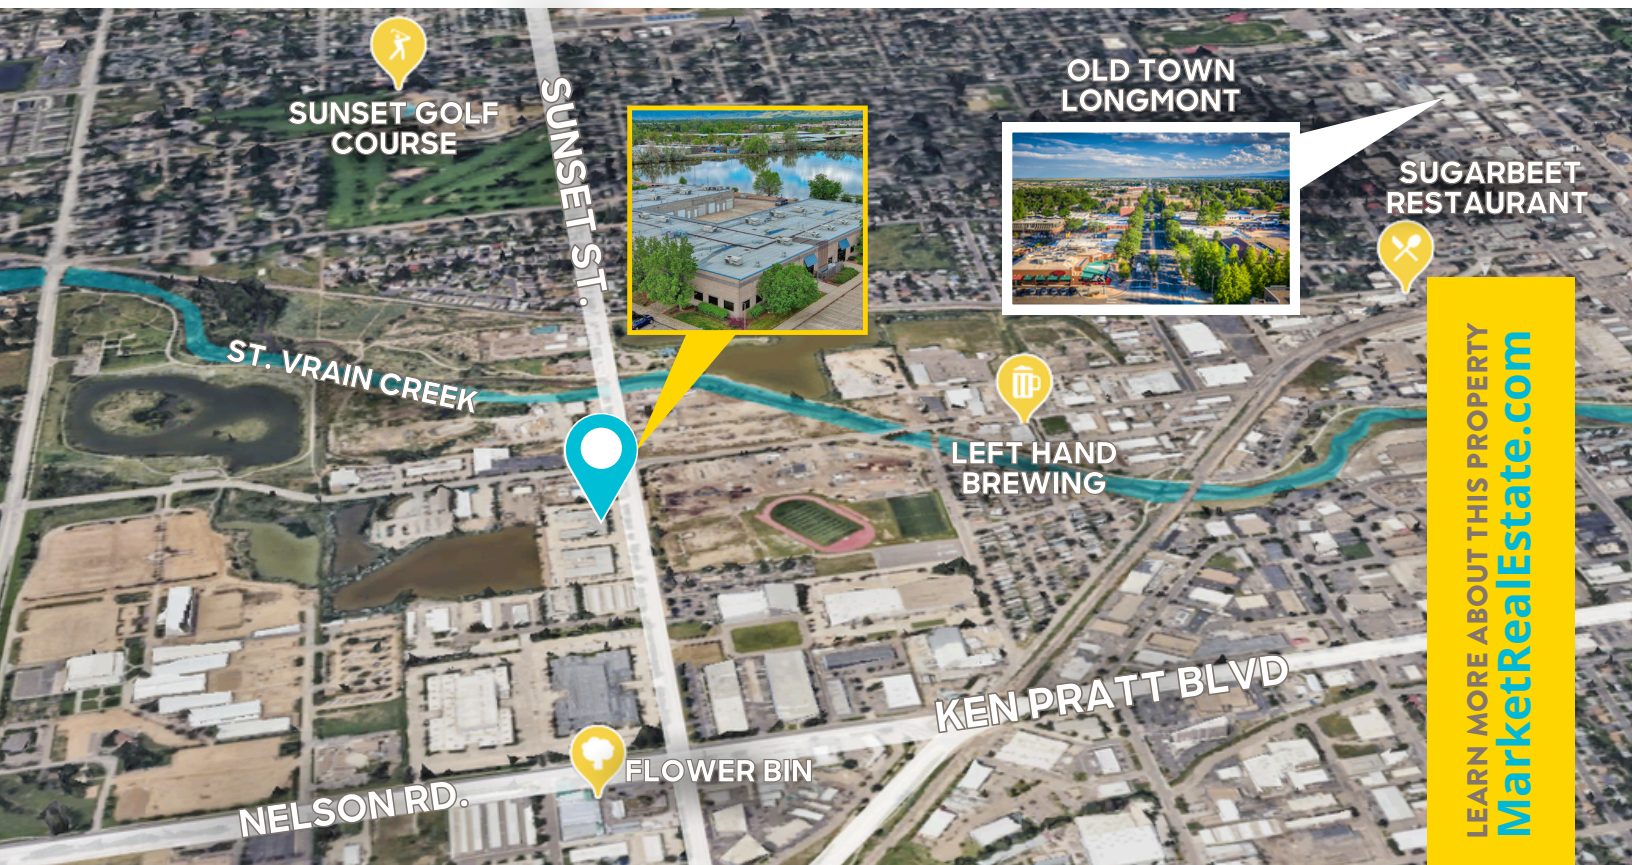 SUNSET GOLF
COURSE
SUNSET ST.
OLD TOWN
LONGMONT
SUGARBEET
RESTAURANT
ST. VRAIN CREEK
LEFT HAND
BREWING
KEN PRATT BLVD
FLOWER BIN
NELSON RD.
LEARN MORE ABOUT THIS PROPERTY
MarketRealEstate.com